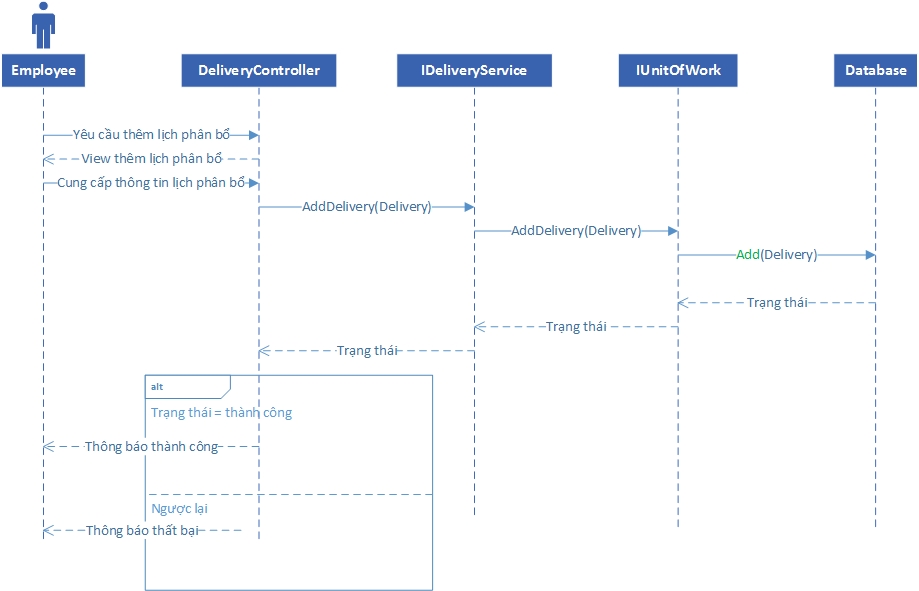 Employee
DeliveryController
IDeliveryService
IUnitOfWork
Database
Yêu cầu thêm lịch phân bổ
View thêm lịch phân bổ
Cung cấp thông tin lịch phân bổ
AddDelivery(Delivery)
AddDelivery(Delivery)
Add(Delivery)
Trạng thái
Trạng thái
Trạng thái
alt
Trạng thái = thành công
Thông báo thành công
Ngược lại
Thông báo thất bại